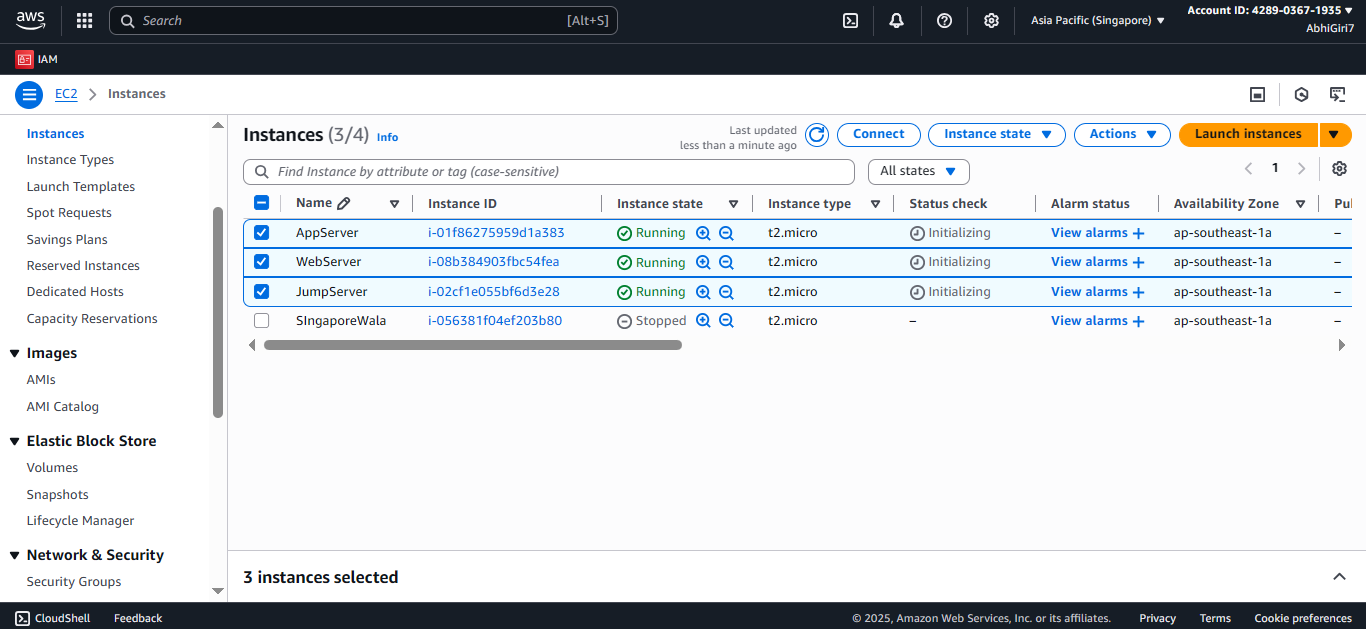 aws
Search [Alt+S]
Asia Pacific (Singapore)
Account ID: 4289-0367-1935
AbhiGiri7
IAM
EC2 Instances
Instances
Instance Types
Launch Templates
Spot Requests
Savings Plans
Reserved Instances
Dedicated Hosts
Capacity Reservations
Images
AMIs
AMI Catalog
Elastic Block Store
Volumes
Snapshots
Lifecycle Manager
Network & Security
Security Groups
Instances (3/4) Info
Last updated
less than a minute ago
Connect Instance state Actions Launch instances
Find Instance by attribute or tag (case-sensitive) All states 1
Name Instance ID Instance state Instance type Status check Alarm status Availability Zone Pu
AppServer i-01f86275959d1a383 Running t2.micro Initializing View alarms + ap-southeast-1a –
WebServer i-08b384903fbc54fea Running t2.micro Initializing View alarms + ap-southeast-1a –
JumpServer i-02cf1e055bf6d3e28 Running t2.micro Initializing View alarms + ap-southeast-1a –
SIngaporeWala i-056381f04ef203b80 Stopped t2.micro – View alarms + ap-southeast-1a –
3 instances selected
CloudShell Feedback © 2025, Amazon Web Services, Inc. or its affiliates. Privacy Terms Cookie preferences